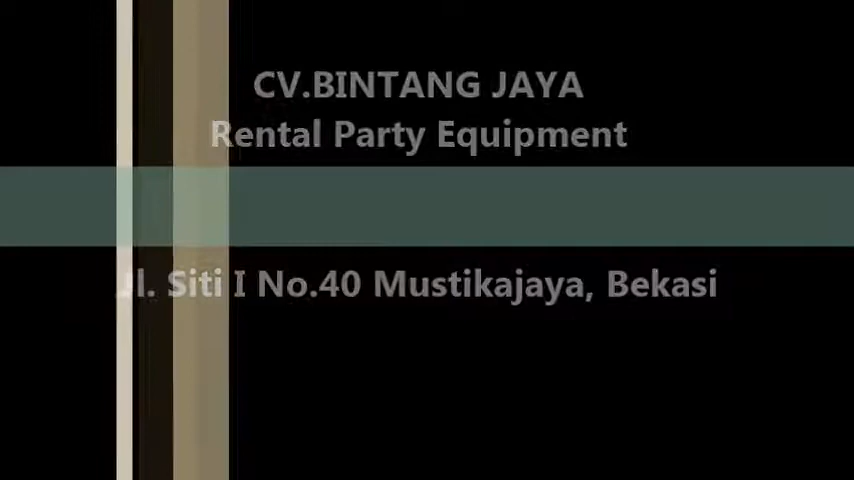 CV.BINTANG JAYA
Rental Party Equipment
Jl. Siti I No.40 Mustikajaya, Bekasi